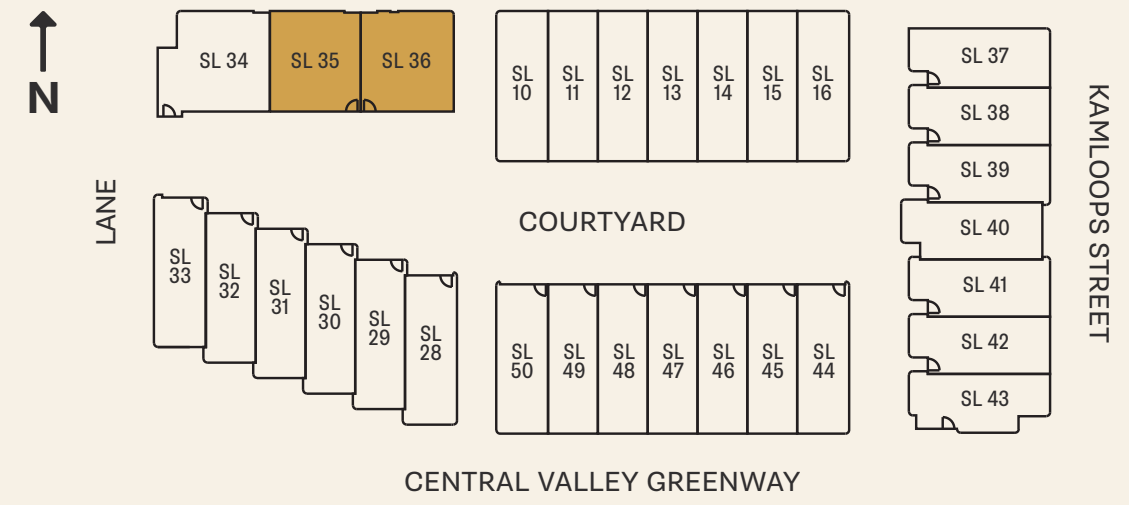 N
SL 34
SL 35
SL 36
SL
10
SL
11
SL
12
SL
13
SL
14
SL
15
SL
16
SL 37
SL 38
SL 39
SL 40
SL 41
SL 42
SL 43
KAMLOOPS STREET
LANE
COURTYARD
SL
33
SL
32
SL
31
SL
30
SL
29
SL
28
SL
50
SL
49
SL
48
SL
47
SL
46
SL
45
SL
44
CENTRAL VALLEY GREENWAY